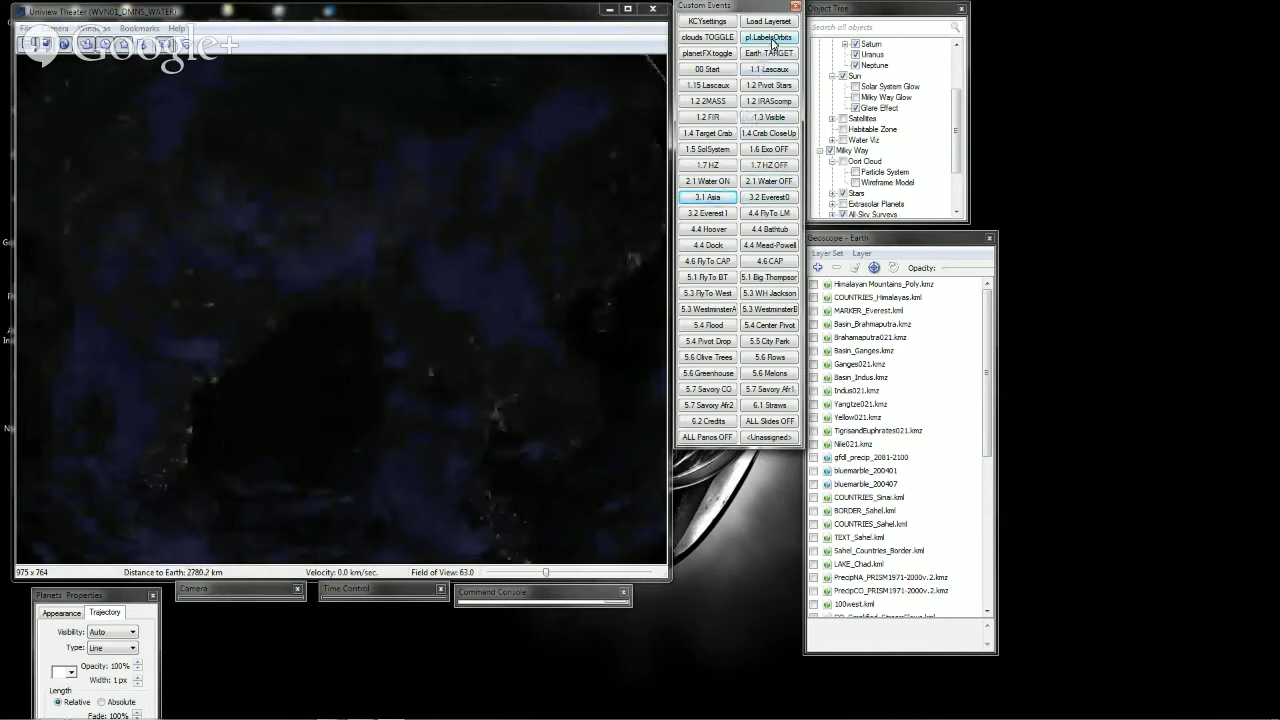 Uniview Theater (WVN01_DMNS_WATER)
Windows
Bookmarks
Help
Google+
975 x 764
Distance to Earth: 2780.2 km
Velocity: 0.0 km/sec.
Field of View: 63.0
Custom Events
KCYsettings
Load Layerset
clouds TOGGLE
pl.LabelsOrbits
planetFX toggle
Earth TARGET
00 Start
1.1 Lascaux
1.15 Lascaux
1.2 Pivot Stars
1.2 2MASS
1.2 IRAScomp
1.2 FIR
1.3 Visible
1.4 Target Crab
1.4 Crab CloseUp
1.5 SolSystem
1.6 Exo OFF
1.7 HZ
1.7 HZ OFF
2.1 Water ON
2.1 Water OFF
3.1 Asia
3.2 Everest0
3.2 Everest1
4.4 FlyTo LM
4.4 Hoover
4.4 Bathtub
4.4 Dock
4.4 Mead-Powell
4.6 FlyTo CAP
4.6 CAP
5.1 FlyTo BT
5.1 Big Thompson
5.3 FlyTo West
5.3 WH Jackson
5.3 WestminsterA
5.3 WestminsterB
5.4 Flood
5.4 Center Pivot
5.4 Pivot Drop
5.5 City Park
5.6 Olive Trees
5.6 Rows
5.6 Greenhouse
5.6 Melons
5.7 Savory CO
5.7 Savory Afr1
5.7 Savory Afr2
6.1 Straws
6.2 Credits
ALL Slides OFF
ALL Panos OFF
<Unassigned>
Object Tree
Search all objects
Saturn
Uranus
Neptune
Sun
Solar System Glow
Milky Way Glow
Glare Effect
Satellites
Habitable Zone
Water Viz
Milky Way
Oort Cloud
Particle System
Wireframe Model
Stars
Extrasolar Planets
All-Sky Surveys
Geoscope - Earth
Layer Set
Layer
Opacity:
Himalayan Mountains_Poly.kmz
COUNTRIES_Himalayas.kml
MARKER_Everest.kml
Basin_Brahmaputra.kmz
Brahamaputra021.kmz
Basin_Ganges.kmz
Ganges021.kmz
Basin_Indus.kmz
Indus021.kmz
Yangtze021.kmz
Yellow021.kmz
TigrisandEuphrates021.kmz
Nile021.kmz
gfdl_precip_2081-2100
bluemarble_200401
bluemarble_200407
COUNTRIES_Sinai.kml
BORDER_Sahel.kml
COUNTRIES_Sahel.kml
TEXT_Sahel.kml
Sahel_Countries_Border.kml
LAKE_Chad.kml
PrecipNA_PRISM1971-2000v.2.kmz
PrecipCO_PRISM1971-2000v.2.kmz
100west.kml
Planets Properties
Appearance
Trajectory
Visibility:
Auto
Type:
Line
Opacity: 100%
Width: 1px
Length
Relative
Absolute
Fade: 100%
Camera
Time Control
Command Console